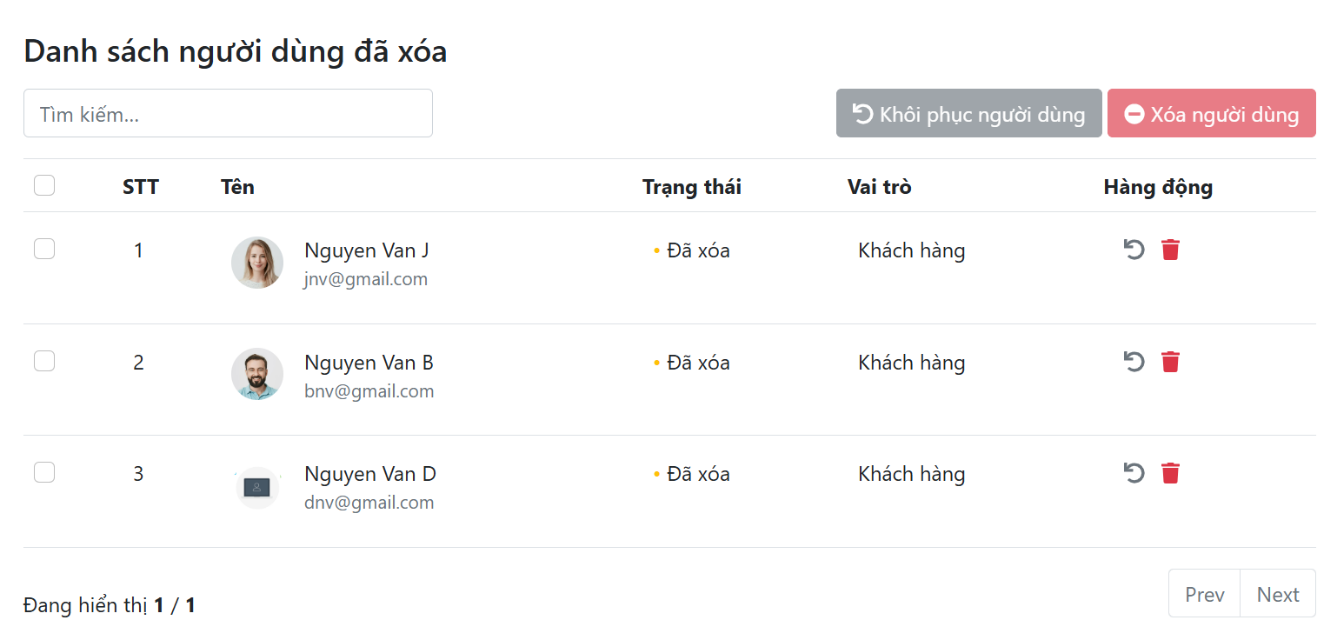 Danh sách người dùng đã xóa
Tìm kiếm...
Khôi phục người dùng
Xóa người dùng
STT Tên Trạng thái Vai trò Hàng động
1 Nguyen Van J Đã xóa Khách hàng
jnv@gmail.com
2 Nguyen Van B Đã xóa Khách hàng
bnv@gmail.com
3 Nguyen Van D Đã xóa Khách hàng
dnv@gmail.com
Đang hiển thị 1 / 1
Prev Next